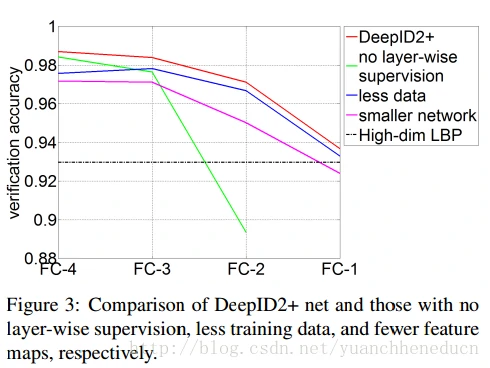 1
0.98
0.96
0.94
0.92
0.9
0.88
verification accuracy
FC-4 FC-3 FC-2 FC-1
DeepID2+
no layer-wise
supervision
less data
smaller network
High-dim LBP
Figure 3: Comparison of DeepID2+ net and those with no
layer-wise supervision, less training data, and fewer feature
maps, respectively.
http://blog.csdn.net/yuanchheneducn